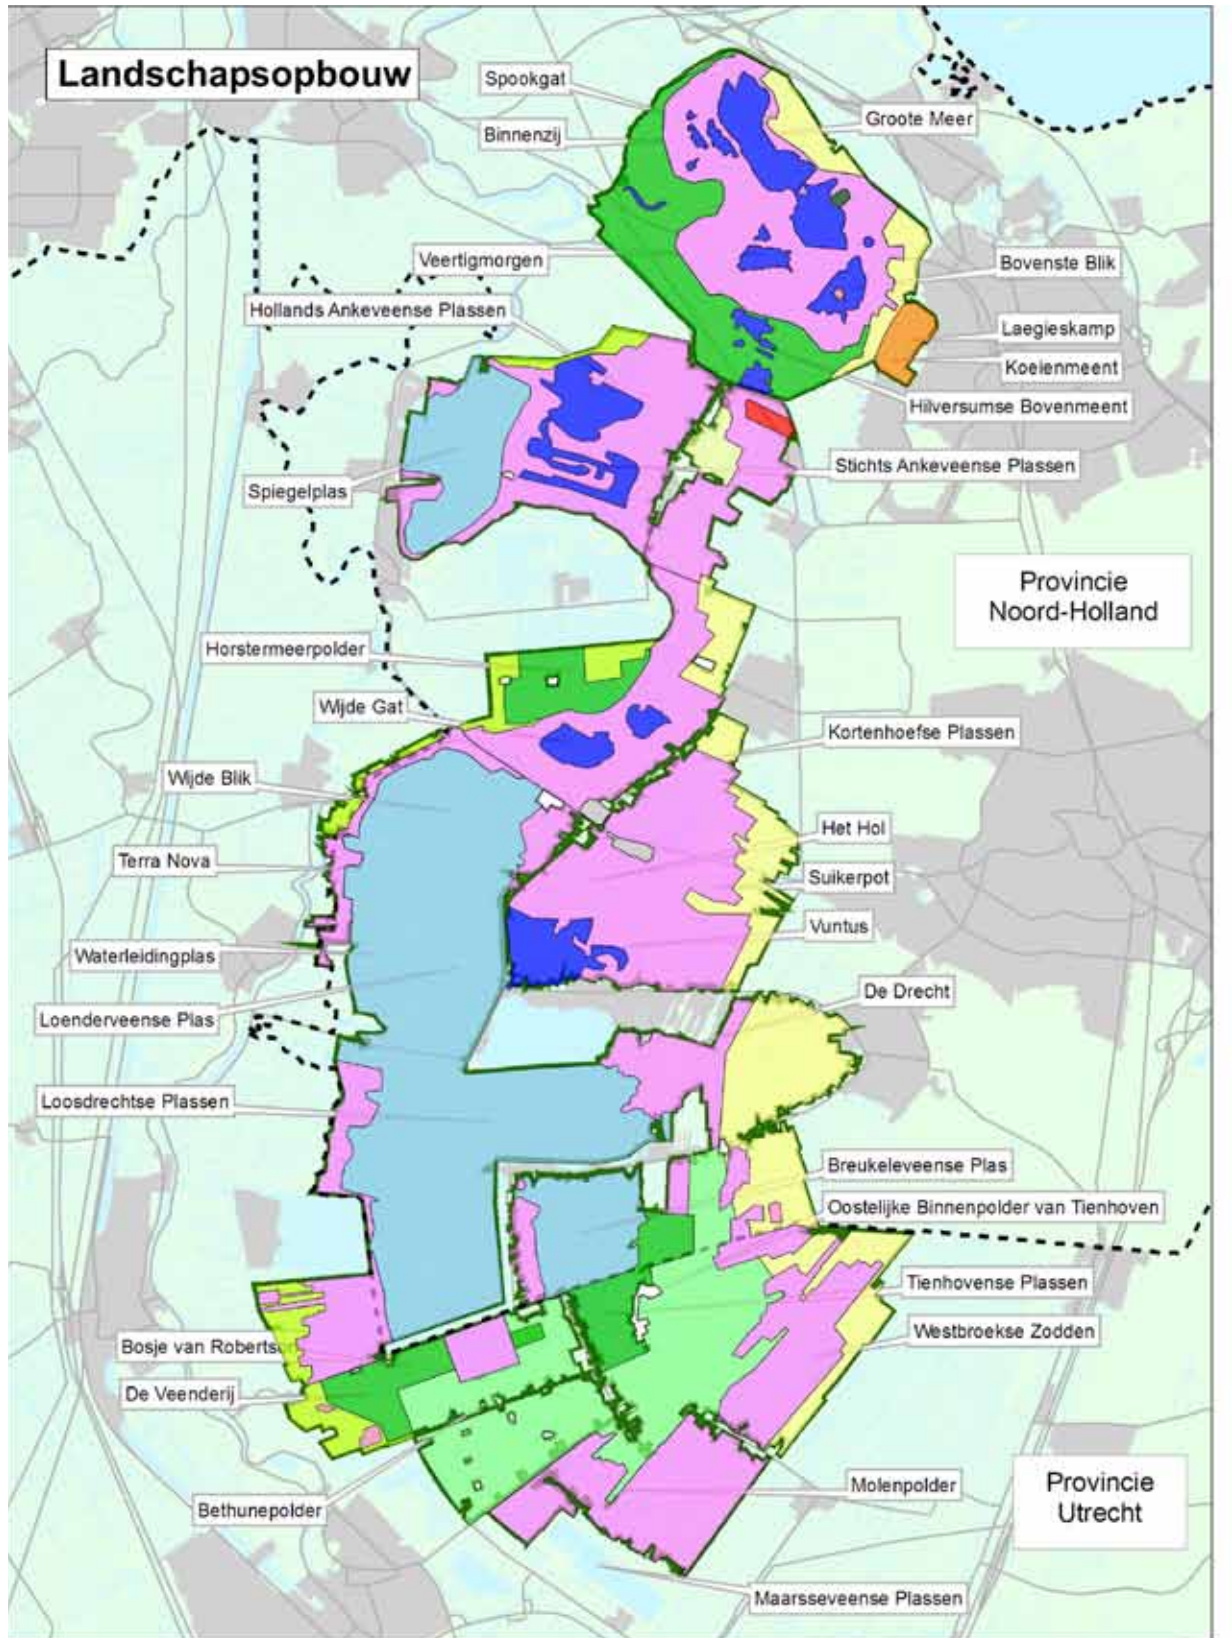 Landschapsopbouw
Spookgat
Groote Meer
Binnenzij
Veertigmorgen
Bovenste Blik
Hollands Ankeveense Plassen
Laegieskamp
Koeienmeent
Hilversumse Bovenmeent
Stichts Ankeveense Plassen
Spiegelplas
Provincie
Noord-Holland
Horstermeerpolder
Wijde Gat
Kortenhoefse Plassen
Wijde Blik
Het Hol
Terra Nova
Suikerpot
Vuntus
Waterleidingplas
De Drecht
Loenderveense Plas
Loosdrechtse Plassen
Breukeleveense Plas
Oostelijke Binnenpolder van Tienhoven
Tienhovense Plassen
Westbroekse Zodden
Bosje van Robertson
De Veenderij
Molenpolder
Provincie
Utrecht
Bethunepolder
Maarsseveense Plassen